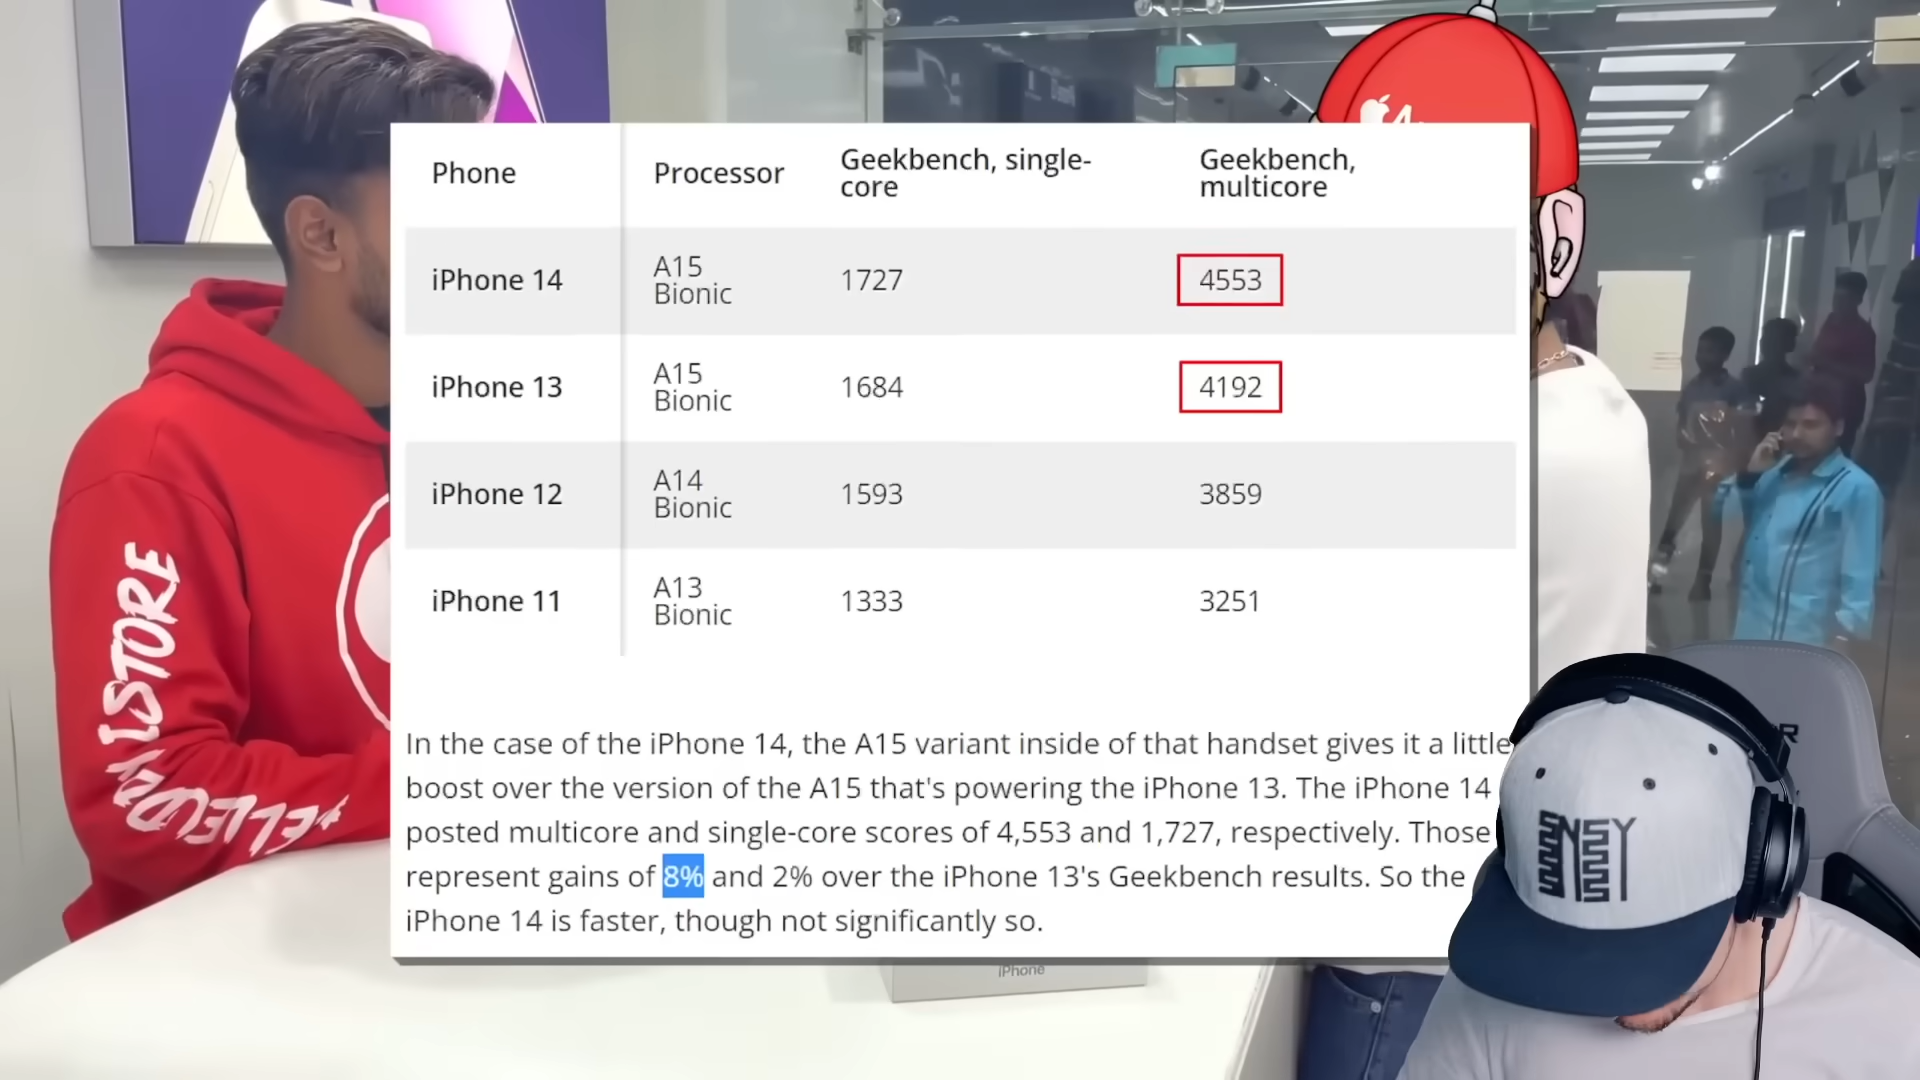 Phone Processor Geekbench, single-
core Geekbench,
multicore
iPhone 14 A15
Bionic 1727 4553
iPhone 13 A15
Bionic 1684 4192
iPhone 12 A14
Bionic 1593 3859
iPhone 11 A13
Bionic 1333 3251
In the case of the iPhone 14, the A15 variant inside of that handset gives it a little
boost over the version of the A15 that's powering the iPhone 13. The iPhone 14
posted multicore and single-core scores of 4,553 and 1,727, respectively. Those
represent gains of 8% and 2% over the iPhone 13's Geekbench results. So the
iPhone 14 is faster, though not significantly so.
iPhone
ISTORE